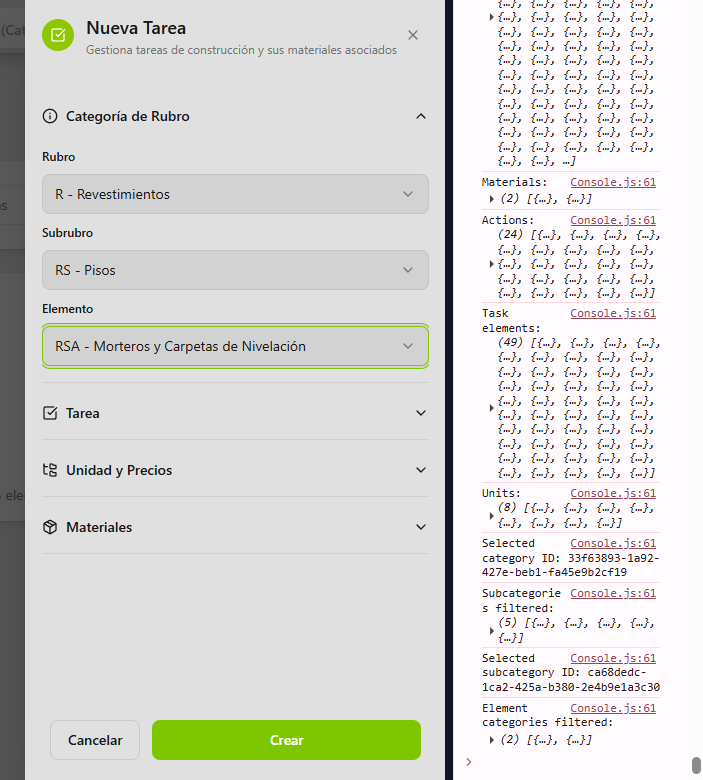 (Cat
as
s ele
Nueva Tarea
Gestiona tareas de construcción y sus materiales asociados
Categoría de Rubro
Rubro
R - Revestimientos
Subrubro
RS - Pisos
Elemento
RSA - Morteros y Carpetas de Nivelación
Tarea
Unidad y Precios
Materiales
Cancelar
Crear
{…}, {…}, {…}, {…}, {…},
{…}, {…}, {…}, {…}, {…},
{…}, {…}, {…}, {…}, {…},
{…}, {…}, {…}, {…}, {…},
{…}, {…}, {…}, {…}, {…},
{…}, {…}, {…}, {…}, {…},
{…}, {…}, {…}, {…}, {…},
{…}, {…}, {…}, {…}, {…},
{…}, {…}, {…}, {…}, {…},
{…}, {…}, {…}, {…}, {…},
{…}, {…}, …]
Materials: Console.js:61
(2) [{…}, {…}]
Actions: Console.js:61
(24) [{…}, {…}, {…}, {…},
{…}, {…}, {…}, {…}, {…},
{…}, {…}, {…}, {…}, {…},
{…}, {…}, {…}, {…}, {…},
{…}, {…}, {…}, {…}, {…}]
Task Console.js:61
elements:
(49) [{…}, {…}, {…}, {…},
{…}, {…}, {…}, {…}, {…},
{…}, {…}, {…}, {…}, {…},
{…}, {…}, {…}, {…}, {…},
{…}, {…}, {…}, {…}, {…},
{…}, {…}, {…}, {…}, {…},
{…}, {…}, {…}, {…}, {…},
{…}, {…}, {…}, {…}, {…},
{…}, {…}, {…}, {…}, {…},
{…}, {…}, {…}, {…}, {…}]
Units: Console.js:61
(8) [{…}, {…}, {…}, {…},
{…}, {…}, {…}, {…}]
Selected Console.js:61
category ID: 33f63893-1a92-
427e-beb1-fa45e9b2cf19
Subcategorie Console.js:61
s filtered:
(5) [{…}, {…}, {…}, {…},
{…}]
Selected Console.js:61
subcategory ID: ca68dedc-
1ca2-425a-b380-2e4b9e1a3c30
Element Console.js:61
categories filtered:
(2) [{…}, {…}]